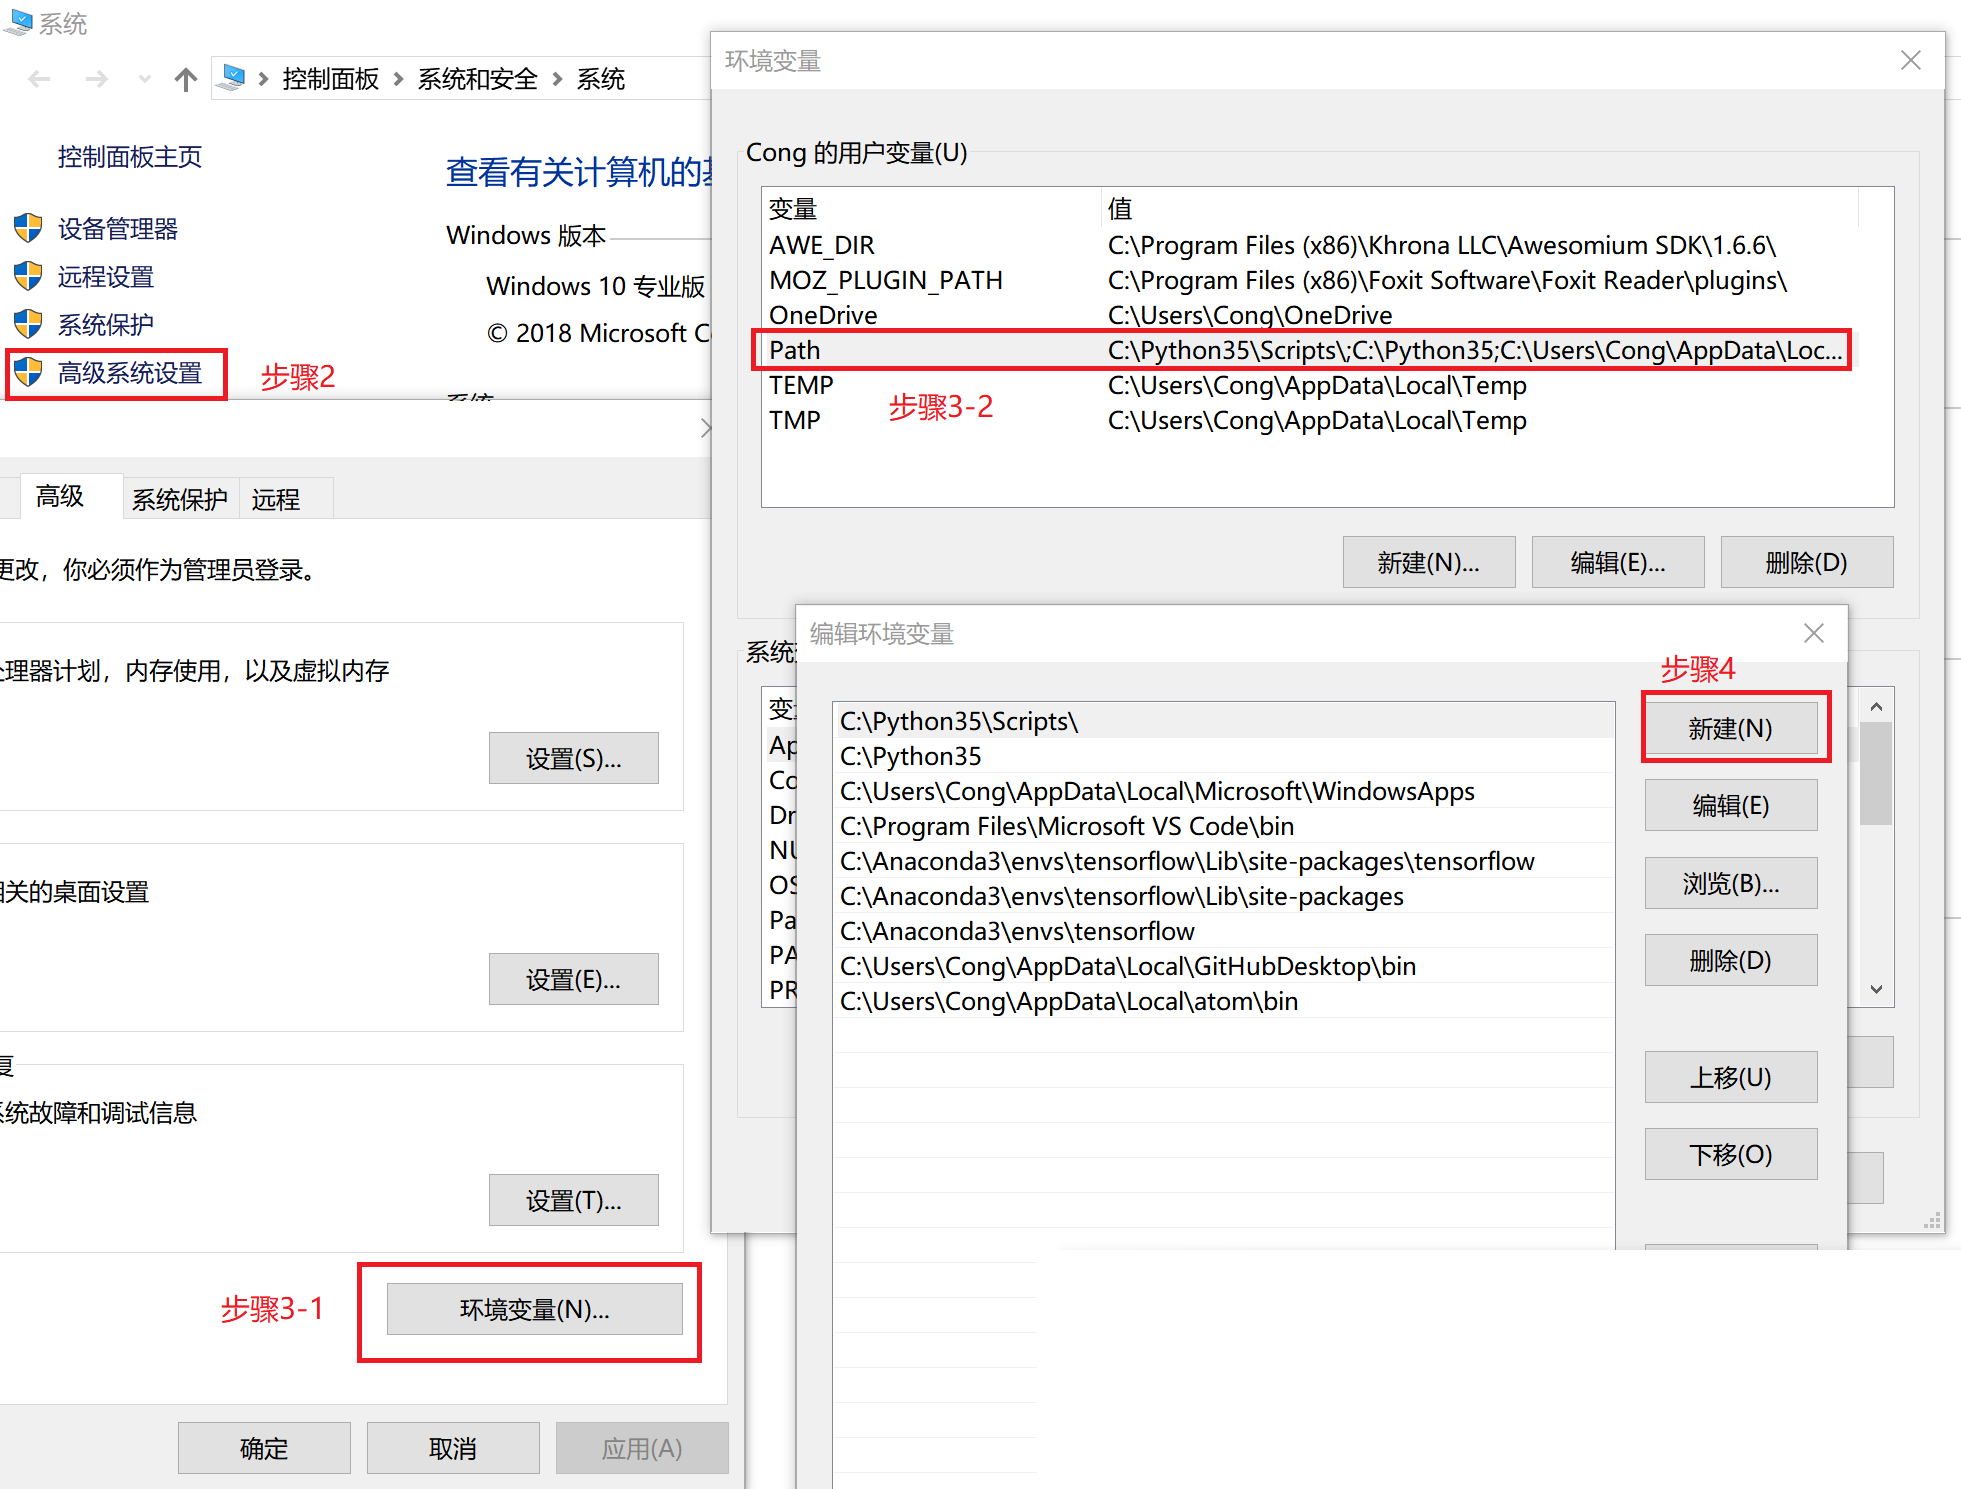 系统
控制面板 系统和安全 系统
控制面板主页
设备管理器
远程设置
系统保护
高级系统设置
步骤2
查看有关计算机的
Windows 版本
Windows 10 专业版
© 2018 Microsoft
系统
高级 系统保护 远程
更改，你必须作为管理员登录。
理器计划，内存使用，以及虚拟内存
设置(S)...
关的桌面设置
设置(E)...
复
统故障和调试信息
设置(T)...
步骤3-1
环境变量(N)...
确定 取消 应用(A)
环境变量
Cong 的用户变量(U)
变量 值
AWE_DIR C:\Program Files (x86)\Khrona LLC\Awesomium SDK\1.6.6\
MOZ_PLUGIN_PATH C:\Program Files (x86)\Foxit Software\Foxit Reader\plugins\
OneDrive C:\Users\Cong\OneDrive
Path C:\Python35\Scripts\;C:\Python35;C:\Users\Cong\AppData\Loc...
TEMP C:\Users\Cong\AppData\Local\Temp
TMP C:\Users\Cong\AppData\Local\Temp
步骤3-2
新建(N)... 编辑(E)... 删除(D)
系统
变
Ap
Co
Dr
NU
OS
Pa
PA
PR
编辑环境变量
步骤4
C:\Python35\Scripts\
C:\Python35
C:\Users\Cong\AppData\Local\Microsoft\WindowsApps
C:\Program Files\Microsoft VS Code\bin
C:\Anaconda3\envs\tensorflow\Lib\site-packages\tensorflow
C:\Anaconda3\envs\tensorflow\Lib\site-packages
C:\Anaconda3\envs\tensorflow
C:\Users\Cong\AppData\Local\GitHubDesktop\bin
C:\Users\Cong\AppData\Local\atom\bin
新建(N)
编辑(E)
浏览(B)...
删除(D)
上移(U)
下移(O)